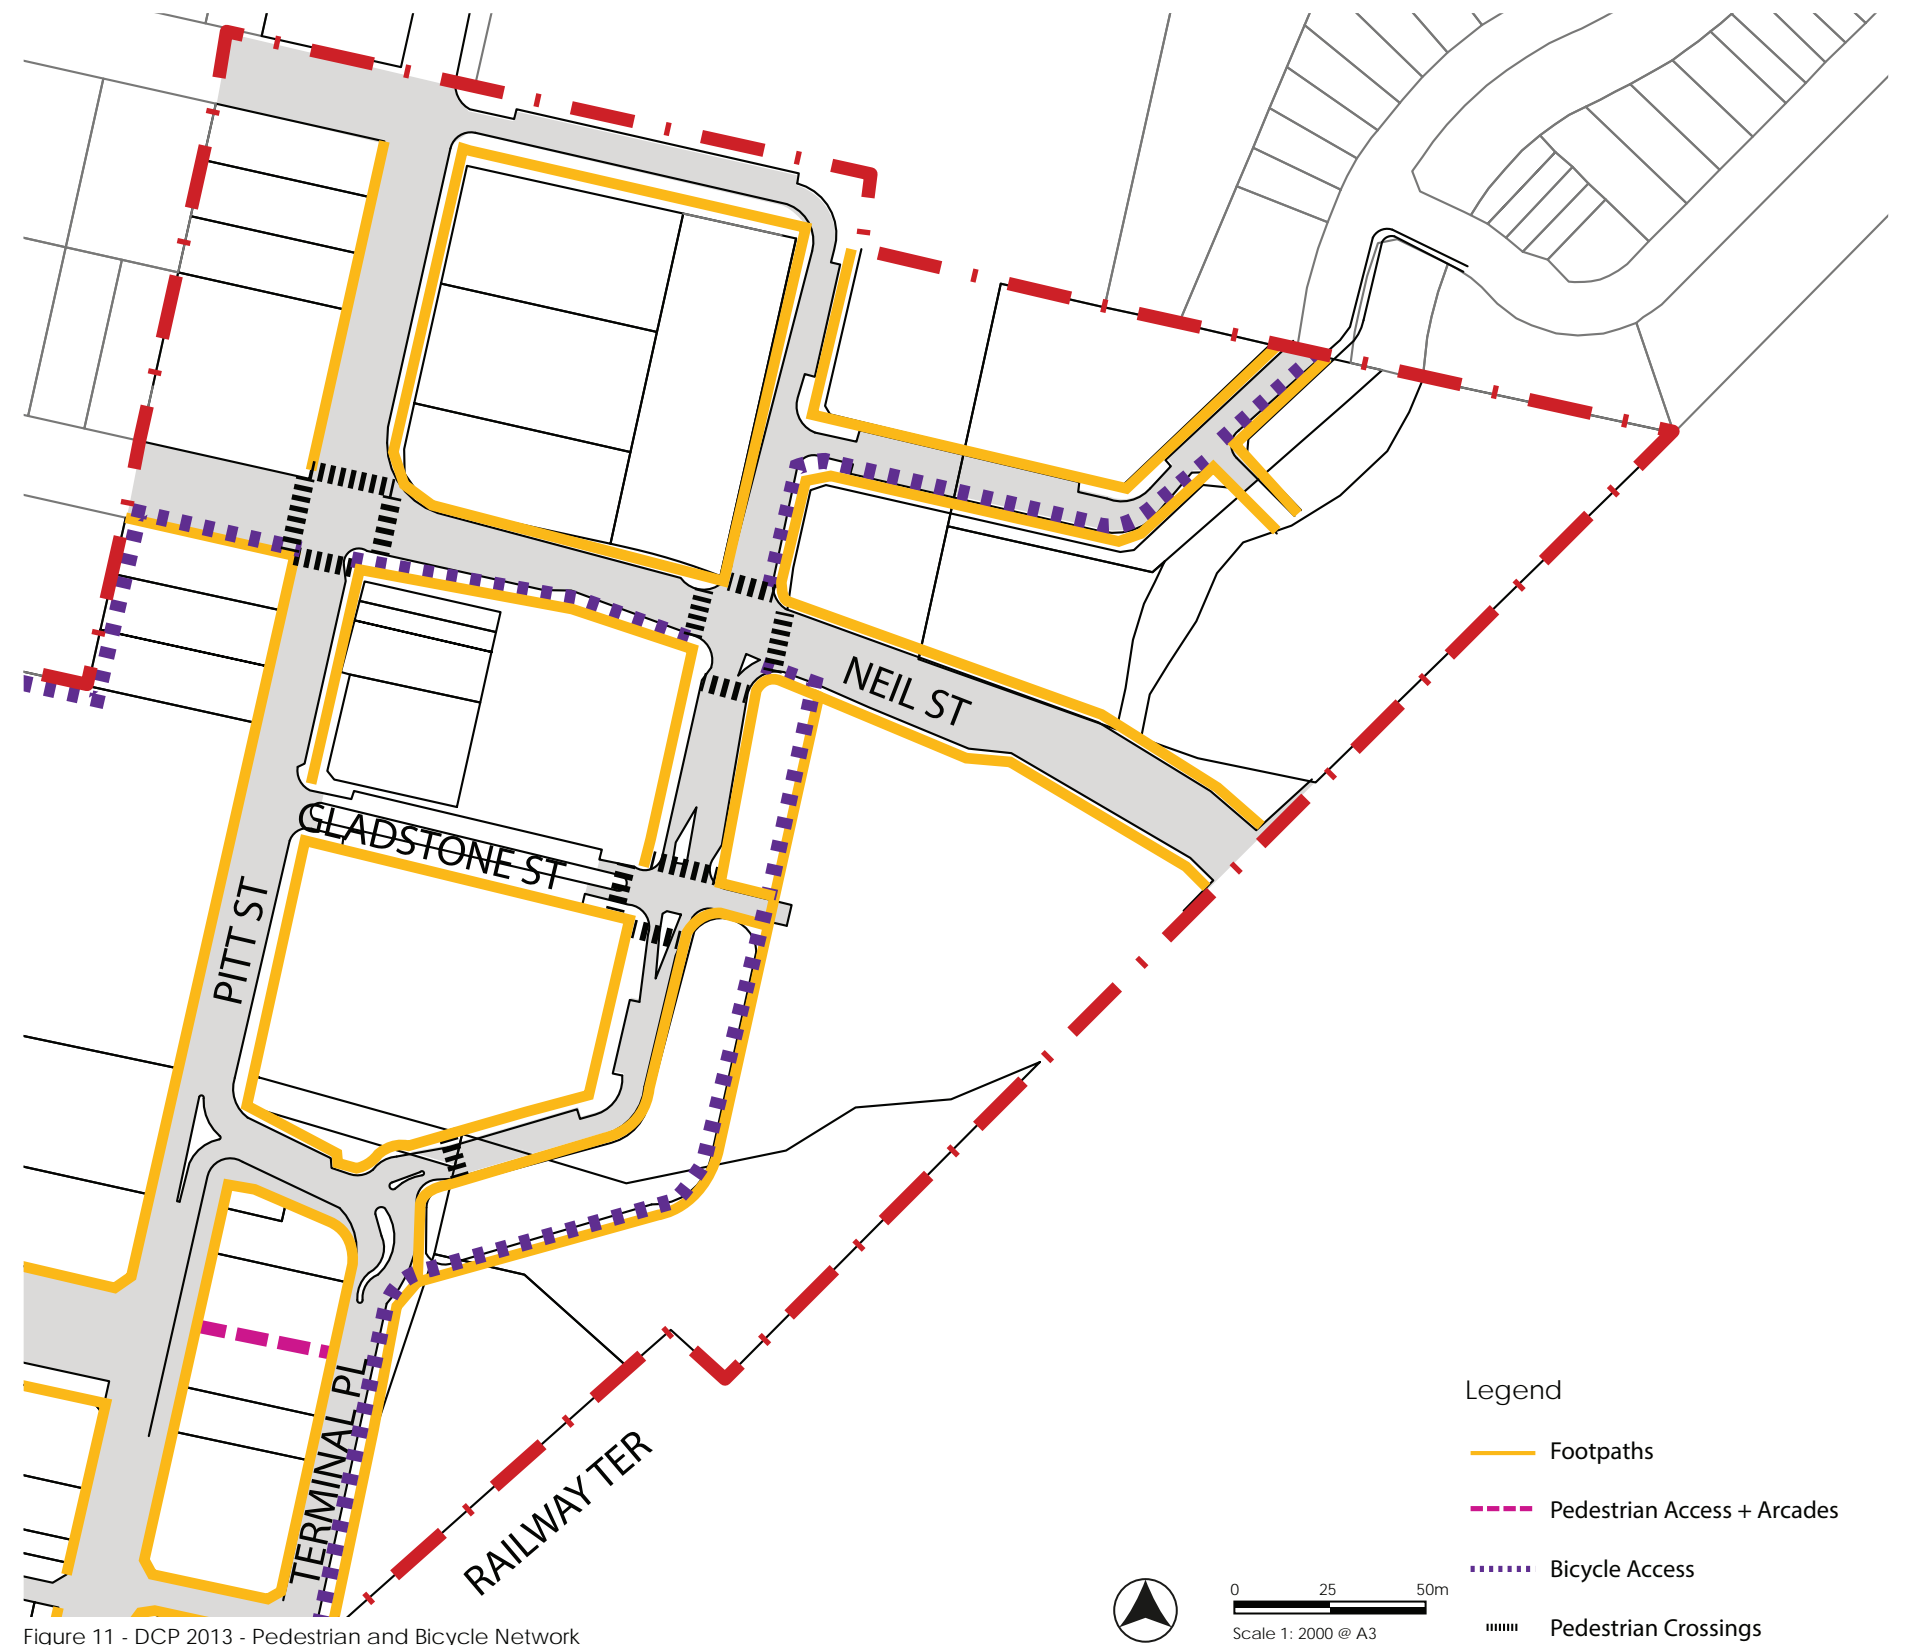 NEIL ST
GLADSTONE ST
PITT ST
TERMINAL PL
RAILWAY TER
Legend
Footpaths
Pedestrian Access + Arcades
Bicycle Access
Pedestrian Crossings
0 25 50m
Scale 1: 2000 @ A3
Figure 11 - DCP 2013 - Pedestrian and Bicycle Network